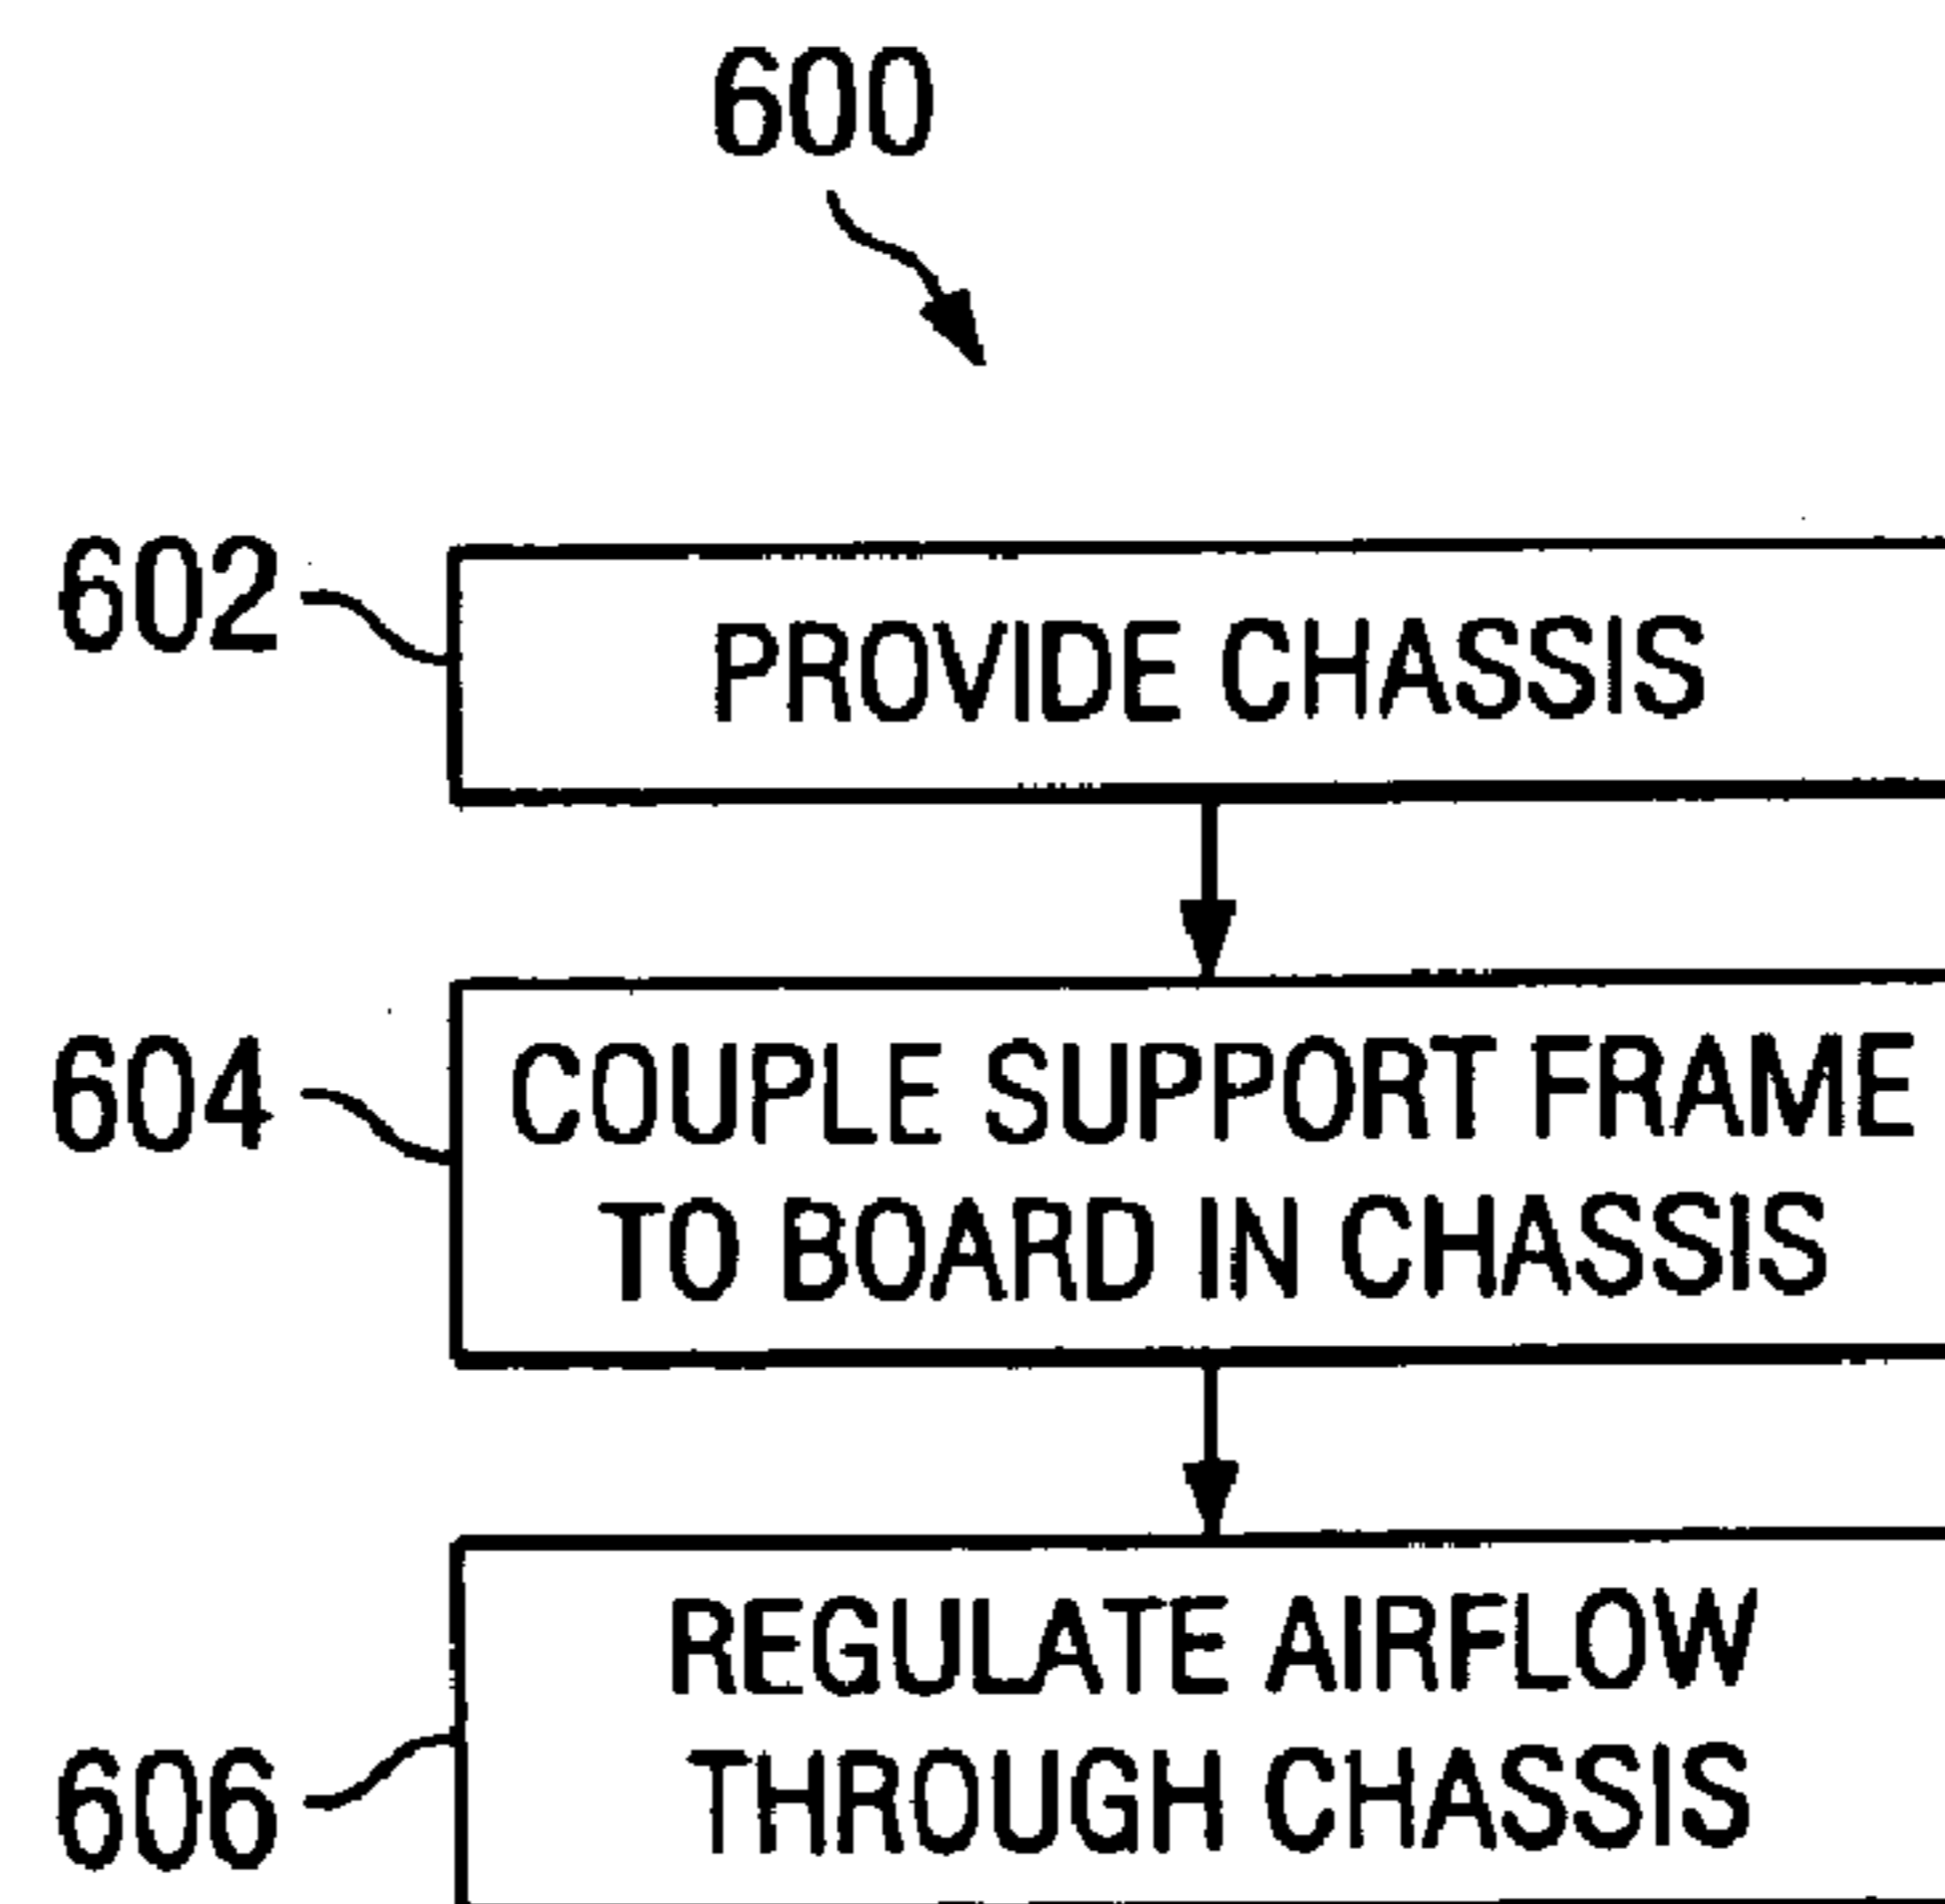 600
602
PROVIDE CHASSIS
604
COUPLE SUPPORT FRAME
TO BOARD IN CHASSIS
606
REGULATE AIRFLOW
THROUGH CHASSIS